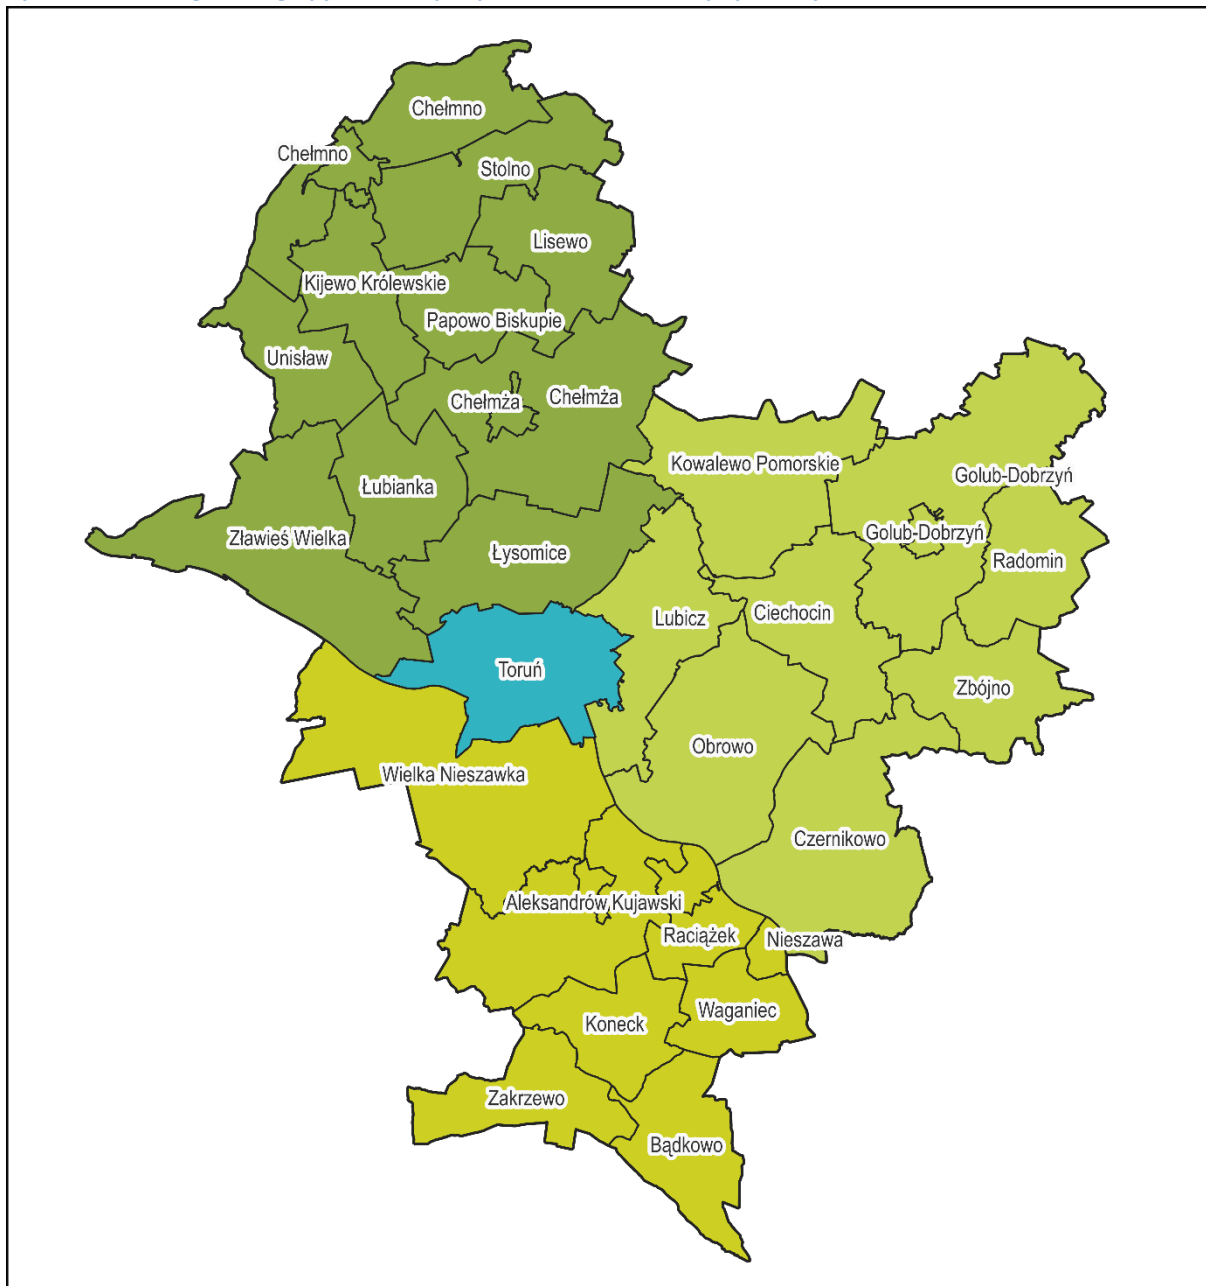 Chełmno
Chełmno
Stolno
Lisewo
Kijewo Królewskie
Papowo Biskupie
Unisław
Chełmża
Chełmża
Kowalewo Pomorskie
Golub-Dobrzyń
Łubianka
Zławieś Wielka
Golub-Dobrzyń
Łysomice
Radomin
Lubicz
Ciechocin
Toruń
Zbójno
Obrowo
Wielka Nieszawka
Czernikowo
Aleksandrów Kujawski
Raciążek
Nieszawa
Waganiec
Koneck
Zakrzewo
Bądkowo